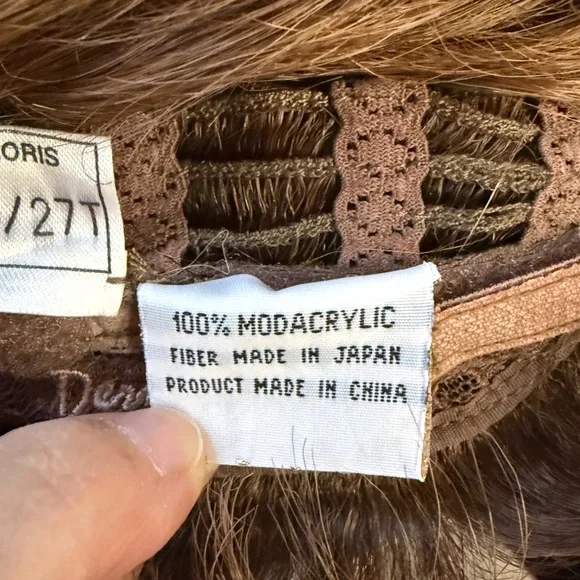 ORIS
/27T
100% MODACRYLIC
FIBER MADE IN JAPAN
PRODUCT MADE IN CHINA